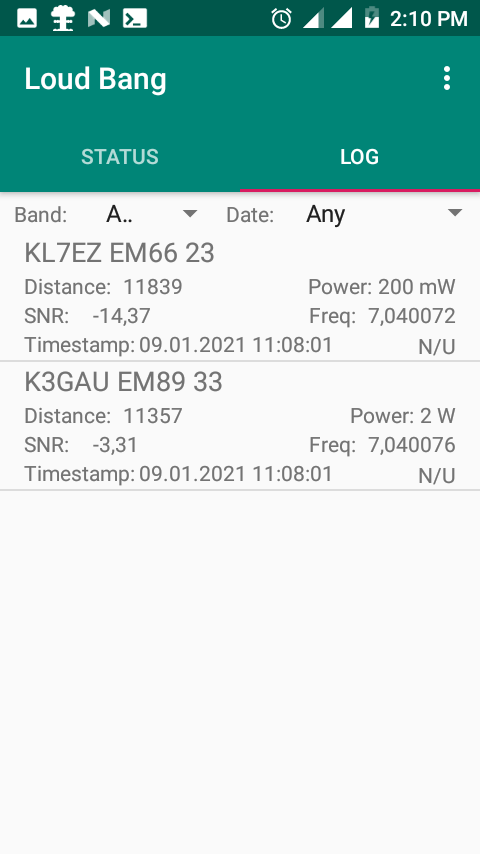 2:10 PM
Loud Bang
STATUS LOG
Band: A.. Date: Any
KL7EZ EM66 23
Distance: 11839 Power: 200 mW
SNR: -14,37 Freq: 7,040072
Timestamp: 09.01.2021 11:08:01 N/U
K3GAU EM89 33
Distance: 11357 Power: 2 W
SNR: -3,31 Freq: 7,040076
Timestamp: 09.01.2021 11:08:01 N/U